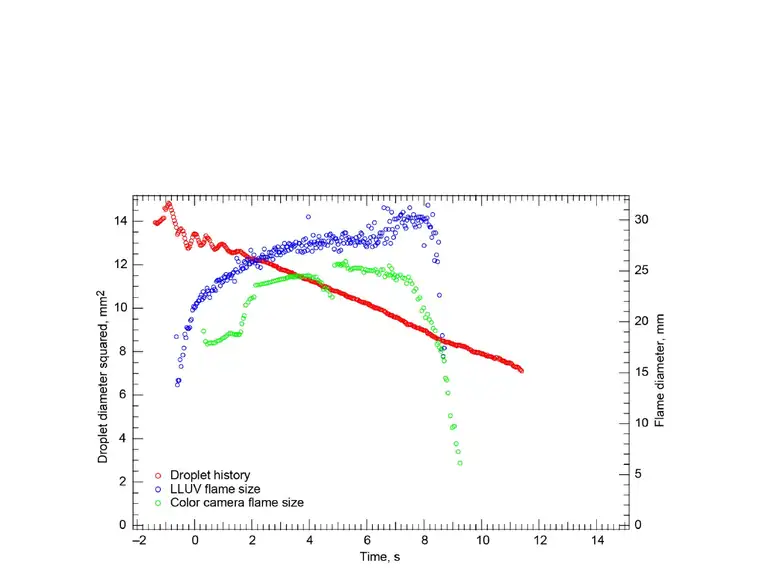 14
12
10
8
6
4
2
0
Droplet diameter squared, mm2
30
25
20
15
10
5
0
Flame diameter, mm
Droplet history
LLUV flame size
Color camera flame size
−2 0 2 4 6 8 10 12 14
Time, s